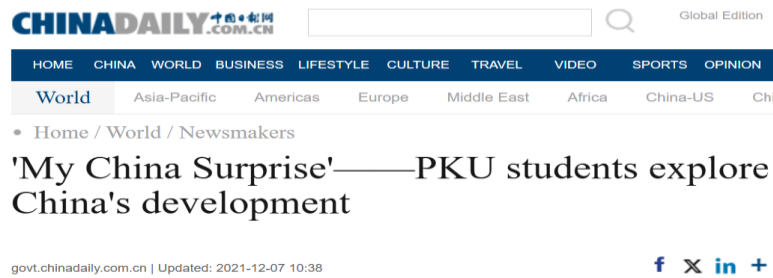 CHINADAILY 中国日报网
.COM.CN
Global Edition
HOME CHINA WORLD BUSINESS LIFESTYLE CULTURE TRAVEL VIDEO SPORTS OPINION
World Asia-Pacific Americas Europe Middle East Africa China-US Chi
• Home / World / Newsmakers
'My China Surprise'——PKU students explore
China's development
govt.chinadaily.com.cn | Updated: 2021-12-07 10:38
f X in +